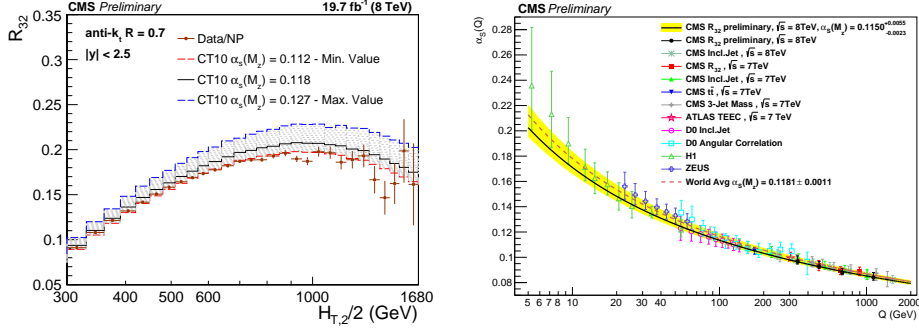 CMS Preliminary 19.7 fb⁻¹ (8 TeV)
R₃₂
anti-kₜ R = 0.7
|y| < 2.5
Data/NP
CT10 αₛ(M_z) = 0.112 - Min. Value
CT10 αₛ(M_z) = 0.118
CT10 αₛ(M_z) = 0.127 - Max. Value
0.35
0.3
0.25
0.2
0.15
0.1
0.05
300 400 500 600 1000 1680
H_T,2/2 (GeV)
CMS Preliminary
αₛ(Q)
CMS R₃₂ preliminary, √s = 8TeV, αₛ(M_z) = 0.1150 +0.0055 -0.0023
CMS R₃₂ preliminary, √s = 8TeV
CMS Incl.Jet , √s = 8TeV
CMS R₃₂ , √s = 7TeV
CMS Incl.Jet , √s = 7TeV
CMS tt̄ , √s = 7TeV
CMS 3-Jet Mass , √s = 7TeV
ATLAS TEEC , √s = 7 TeV
D0 Incl.Jet
D0 Angular Correlation
H1
ZEUS
World Avg αₛ(M_z) = 0.1181 ± 0.0011
0.24
0.22
0.20
0.18
0.16
0.14
0.12
0.10
0.08
5 6 7 8 10 20 30 40 100 200 300 1000 2000
Q (GeV)